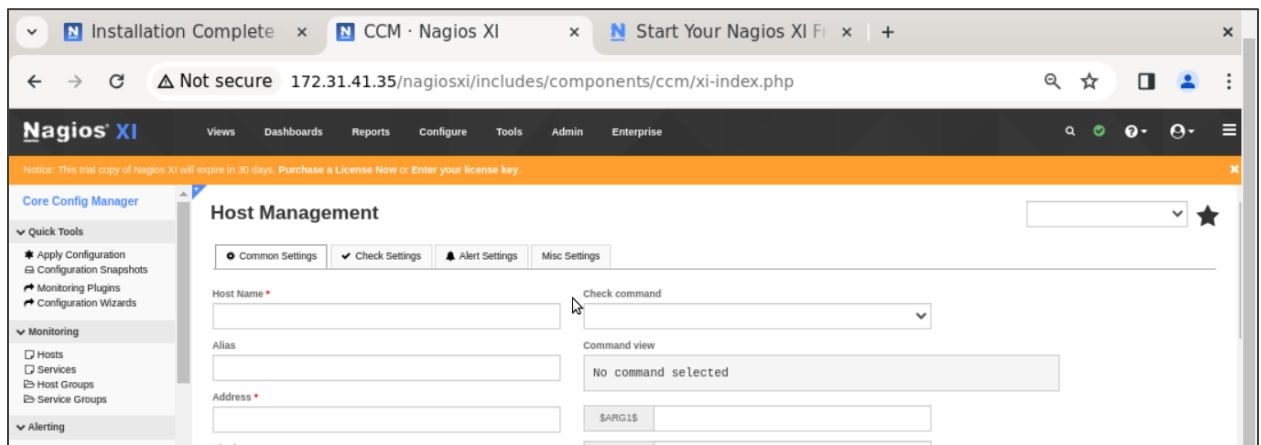 Installation Complete
CCM · Nagios XI
Start Your Nagios XI Fr
Not secure 172.31.41.35/nagiosxi/includes/components/ccm/xi-index.php
Nagios® XI Views Dashboards Reports Configure Tools Admin Enterprise
Notice: This trial copy of Nagios XI will expire in 30 days. Purchase a License Now or Enter your license key.
Core Config Manager
Quick Tools
Apply Configuration
Configuration Snapshots
Monitoring Plugins
Configuration Wizards
Monitoring
Hosts
Services
Host Groups
Service Groups
Alerting
Host Management
Common Settings Check Settings Alert Settings Misc Settings
Host Name *
Alias
Address *
Check command
Command view
No command selected
$ARG1$